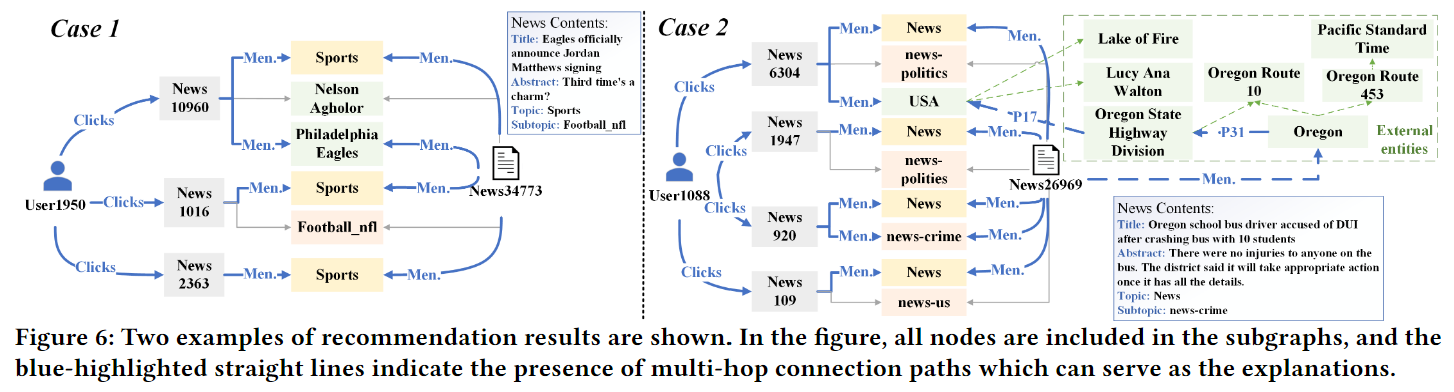 Case 1
News Contents:
Title: Eagles officially
announce Jordan
Matthews signing
Abstract: Third time's a
charm?
Topic: Sports
Subtopic: Football_nfl
News
10960
Men.
Sports
Men.
Nelson
Agholor
Clicks
Philadelphia
Eagles
Men.
User1950
Clicks
News
1016
Men.
Sports
Men.
News34773
Football_nfl
Clicks
News
2363
Men.
Sports
Men.
Case 2
News
6304
Men.
News
Men.
news-
politics
Clicks
Men.
USA
News
1947
Men.
News
Men.
news-
polities
Clicks
User1088
News26969
Clicks
News
920
Men.
News
Men.
Men.
news-crime
Men.
Clicks
News
109
Men.
News
Men.
news-us
Lake of Fire
Pacific Standard
Time
Lucy Ana
Walton
Oregon Route
10
Oregon Route
453
P17
Oregon State
Highway
Division
P31
Oregon
External
entities
Men.
News Contents:
Title: Oregon school bus driver accused of DUI
after crashing bus with 10 students
Abstract: There were no injuries to anyone on the
bus. The district said it will take appropriate action
once it has all the details.
Topic: News
Subtopic: news-crime
Figure 6: Two examples of recommendation results are shown. In the figure, all nodes are included in the subgraphs, and the
blue-highlighted straight lines indicate the presence of multi-hop connection paths which can serve as the explanations.